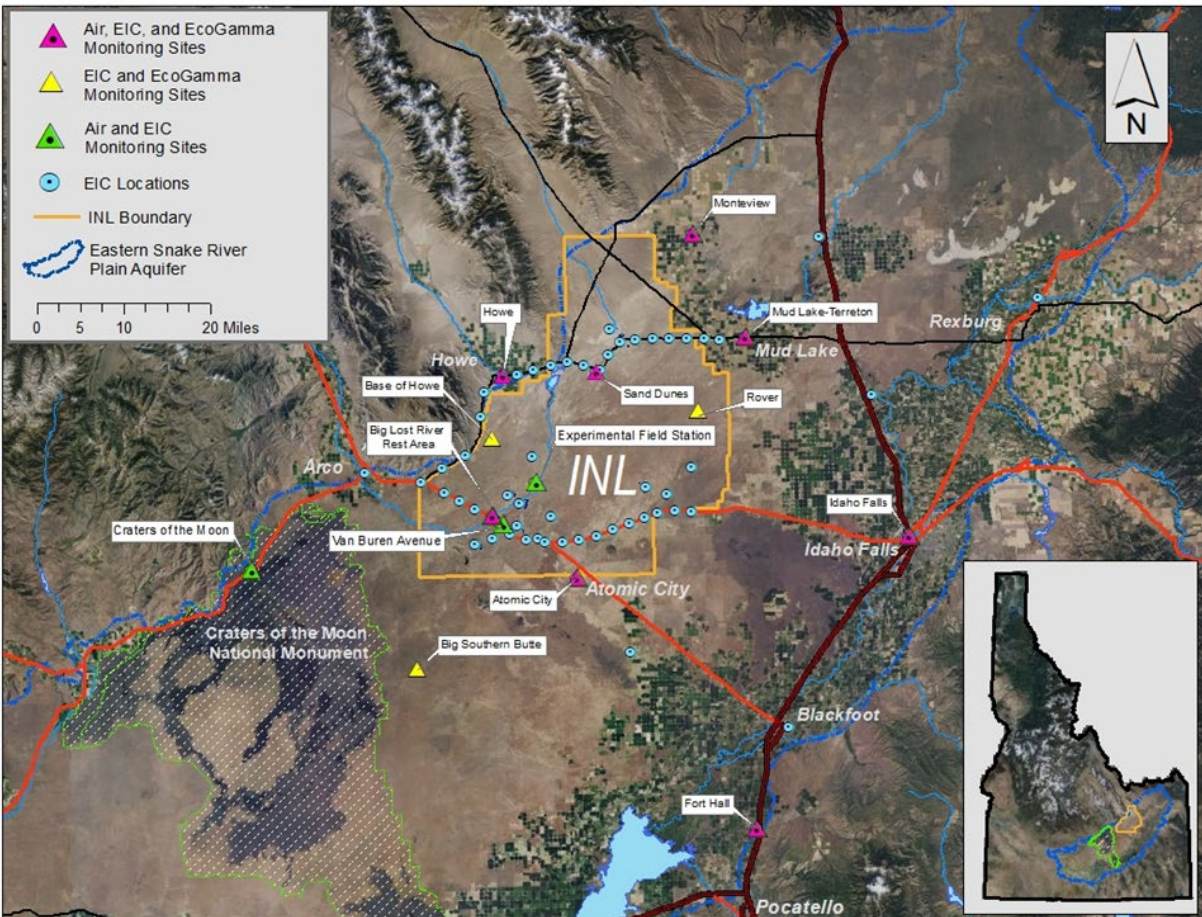 Air, EIC, and EcoGamma
Monitoring Sites
EIC and EcoGamma
Monitoring Sites
Air and EIC
Monitoring Sites
EIC Locations
INL Boundary
Eastern Snake River
Plain Aquifer
0 5 10 20 Miles
N
Monteview
Howe
Mud Lake-Terreton
Rexburg
Howe
Mud Lake
Base of Howe
Sand Dunes
Rover
Big Lost River
Rest Area
Experimental Field Station
Arco
INL
Idaho Falls
Craters of the Moon
Van Buren Avenue
Idaho Falls
Atomic City
Atomic City
Craters of the Moon
National Monument
Big Southern Butte
Blackfoot
Fort Hall
Pocatello